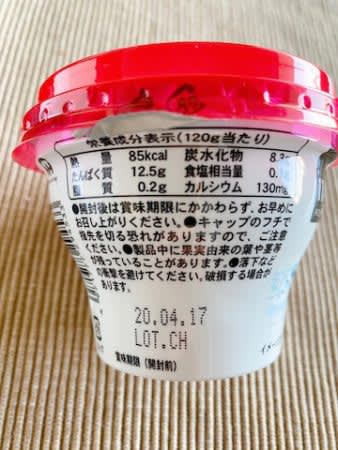 栄養成分表示(120g当たり)
熱 量 85kcal 炭水化物 8.3
たんぱく質 12.5g 食塩相当量 0.1
脂 質 0.2g カルシウム 130mg
●開封後は賞味期限にかかわらず、お早めに
お召し上がりください。●キャップのフチで
指先を切る恐れがありますので、ご注意
ください。●製品中に果実由来の葉や茎等
が残っていることがあります。●落下など
の衝撃を避けてください。破損する場合が
あります。
20.04.17
LOT.CH
賞味期限(開封前)
イメー